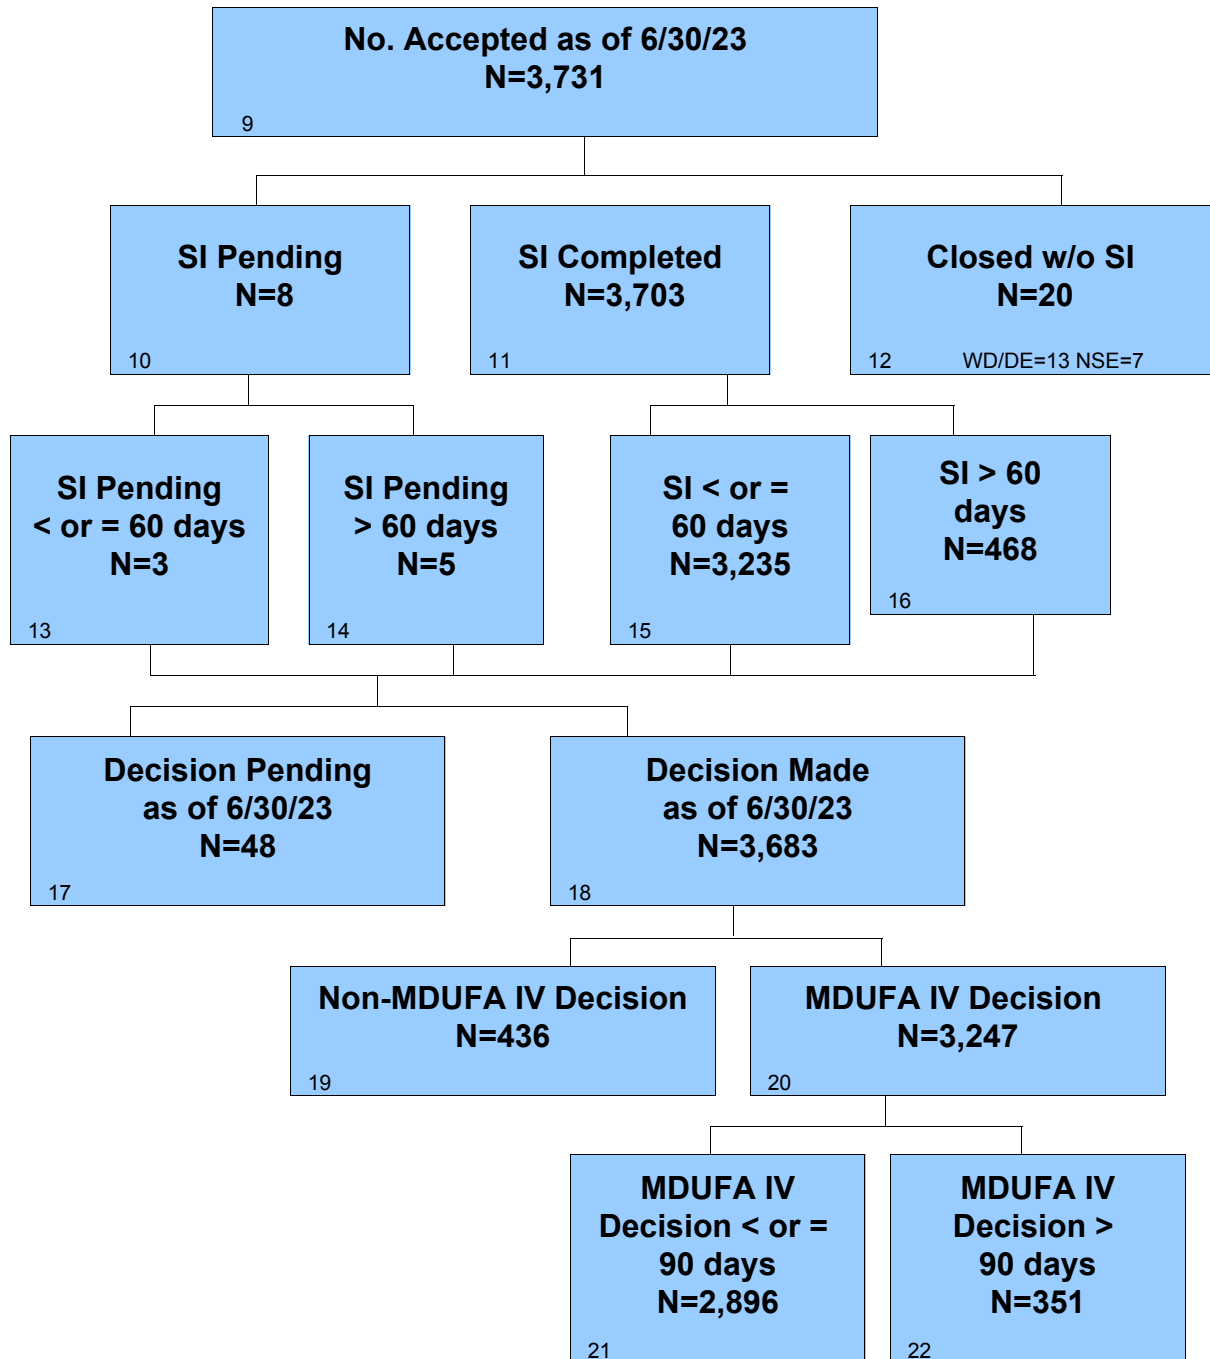 No. Accepted as of 6/30/23
N=3,731
9
SI Pending
N=8
10
SI Completed
N=3,703
11
Closed w/o SI
N=20
12 WD/DE=13 NSE=7
SI Pending
< or = 60 days
N=3
13
SI Pending
> 60 days
N=5
14
SI < or =
60 days
N=3,235
15
SI > 60
days
N=468
16
Decision Pending
as of 6/30/23
N=48
17
Decision Made
as of 6/30/23
N=3,683
18
Non-MDUFA IV Decision
N=436
19
MDUFA IV Decision
N=3,247
20
MDUFA IV
Decision < or =
90 days
N=2,896
21
MDUFA IV
Decision >
90 days
N=351
22